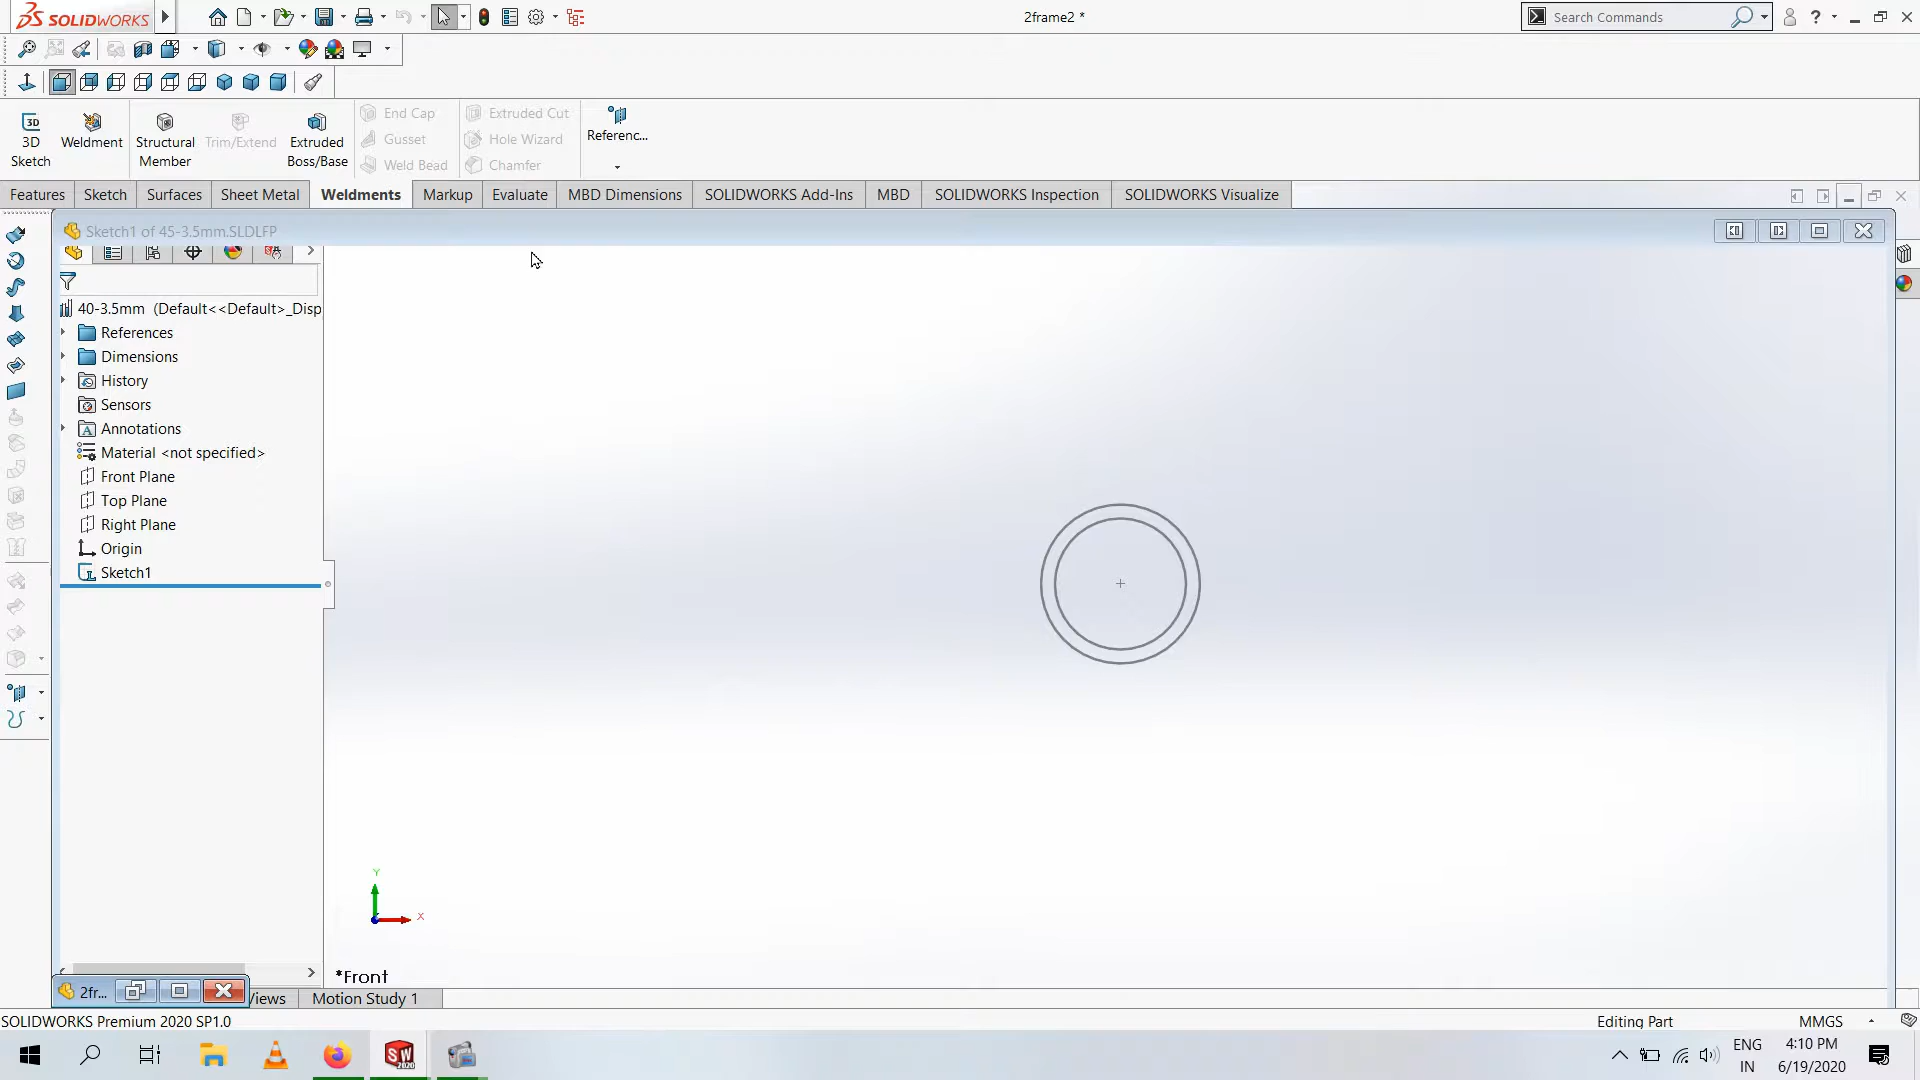 SOLIDWORKS
2frame2 *
Search Commands
3D
Sketch
Weldment
Structural
Member
Trim/Extend
Extruded
Boss/Base
End Cap
Gusset
Weld Bead
Extruded Cut
Hole Wizard
Chamfer
Referenc...
Features
Sketch
Surfaces
Sheet Metal
Weldments
Markup
Evaluate
MBD Dimensions
SOLIDWORKS Add-Ins
MBD
SOLIDWORKS Inspection
SOLIDWORKS Visualize
Sketch1 of 45-3.5mm.SLDLFP
40-3.5mm (Default<<Default>_Disp
References
Dimensions
History
Sensors
Annotations
Material <not specified>
Front Plane
Top Plane
Right Plane
Origin
Sketch1
Y
X
*Front
2fr...
Views
Motion Study 1
SOLIDWORKS Premium 2020 SP1.0
Editing Part
MMGS
ENG
IN
4:10 PM
6/19/2020